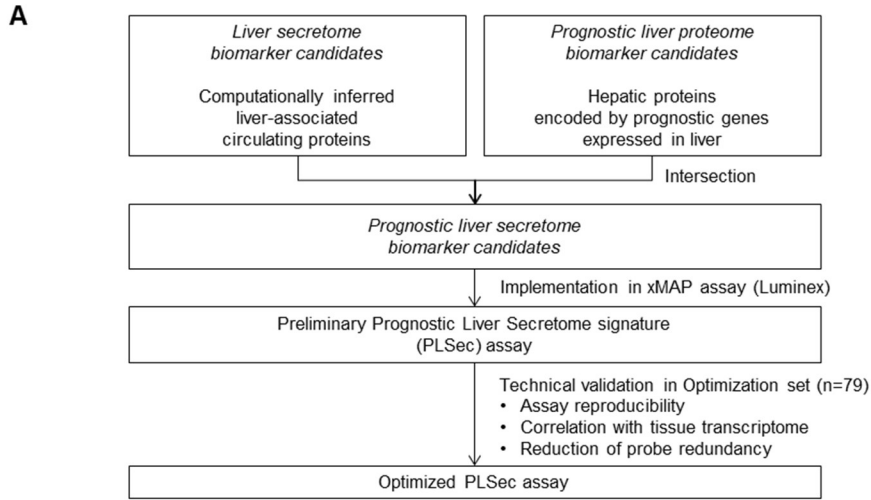 A
Liver secretome
biomarker candidates
Computationally inferred
liver-associated
circulating proteins
Prognostic liver proteome
biomarker candidates
Hepatic proteins
encoded by prognostic genes
expressed in liver
Intersection
Prognostic liver secretome
biomarker candidates
Implementation in xMAP assay (Luminex)
Preliminary Prognostic Liver Secretome signature
(PLSec) assay
Technical validation in Optimization set (n=79)
• Assay reproducibility
• Correlation with tissue transcriptome
• Reduction of probe redundancy
Optimized PLSec assay